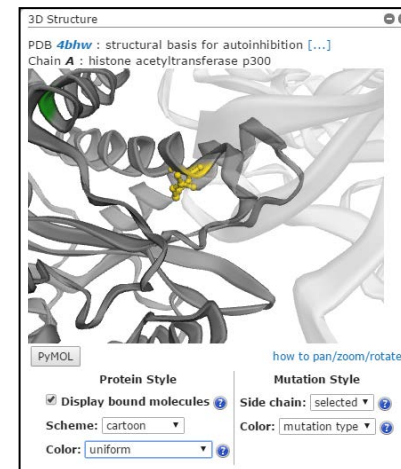 3D Structure
PDB 4bhw : structural basis for autoinhibition [...]
Chain A : histone acetyltransferase p300
PyMOL
how to pan/zoom/rotate
Protein Style
Mutation Style
Display bound molecules ?
Side chain: selected ?
Scheme: cartoon
Color: mutation type ?
Color: uniform ?